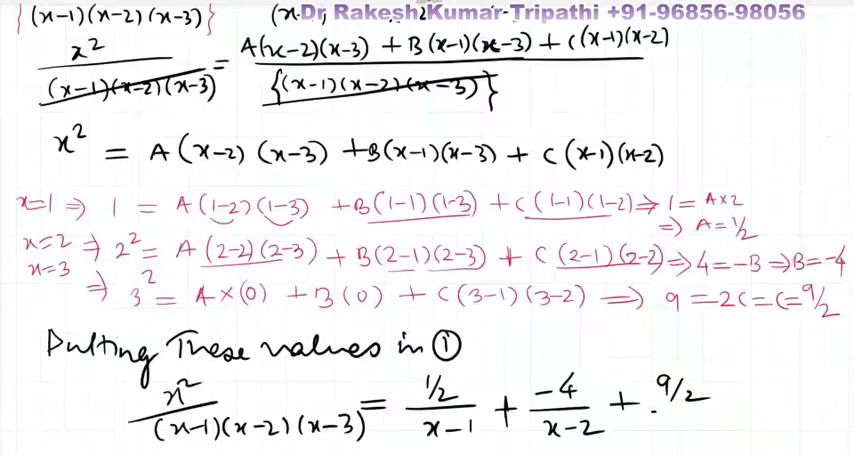 Dr Rakesh Kumar Tripathi +91-96856-98056
{(x-1)(x-2)(x-3)}
x² / (x-1)(x-2)(x-3) = A(x-2)(x-3) + B(x-1)(x-3) + C(x-1)(x-2) / {(x-1)(x-2)(x-3)}
x² = A(x-2)(x-3) + B(x-1)(x-3) + C(x-1)(x-2)
x=1 ⇒ 1 = A(1-2)(1-3) + B(1-1)(1-3) + C(1-1)(1-2) ⇒ 1 = A×2
⇒ A = 1/2
x=2 ⇒ 2² = A(2-2)(2-3) + B(2-1)(2-3) + C(2-1)(2-2) ⇒ 4 = -B ⇒ B = -4
x=3
⇒ 3² = A×(0) + B(0) + C(3-1)(3-2) ⇒ 9 = 2C = C = 9/2
Putting These values in ①
x² / (x-1)(x-2)(x-3) = 1/2 / x-1 + -4 / x-2 + 9/2